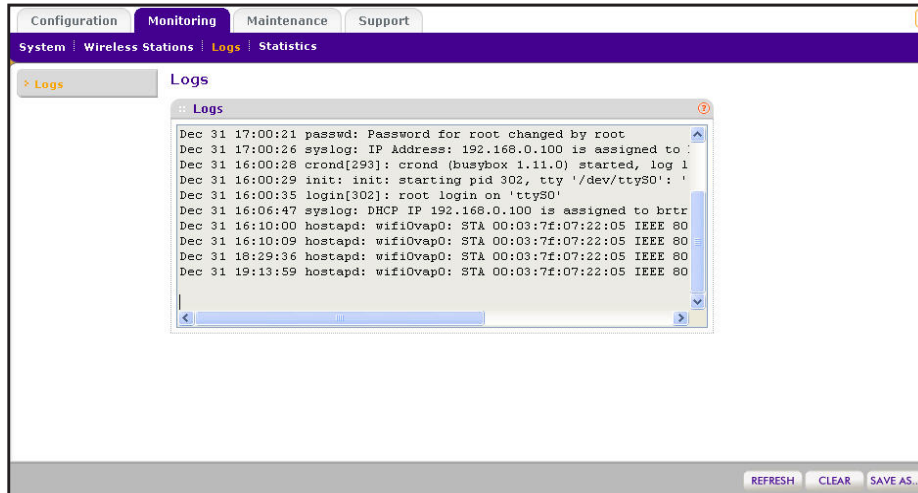 Configuration Monitoring Maintenance Support
System Wireless Stations Logs Statistics
> Logs
Logs
Logs
Dec 31 17:00:21 passwd: Password for root changed by root
Dec 31 17:00:26 syslog: IP Address: 192.168.0.100 is assigned to
Dec 31 16:00:28 crond[293]: crond (busybox 1.11.0) started, log l
Dec 31 16:00:29 init: init: starting pid 302, tty '/dev/ttyS0': '
Dec 31 16:00:35 login[302]: root login on 'ttyS0'
Dec 31 16:06:47 syslog: DHCP IP 192.168.0.100 is assigned to brtr
Dec 31 16:10:00 hostapd: wifi0vap0: STA 00:03:7f:07:22:05 IEEE 80
Dec 31 16:10:09 hostapd: wifi0vap0: STA 00:03:7f:07:22:05 IEEE 80
Dec 31 18:29:36 hostapd: wifi0vap0: STA 00:03:7f:07:22:05 IEEE 80
Dec 31 19:13:59 hostapd: wifi0vap0: STA 00:03:7f:07:22:05 IEEE 80
REFRESH CLEAR SAVE AS..